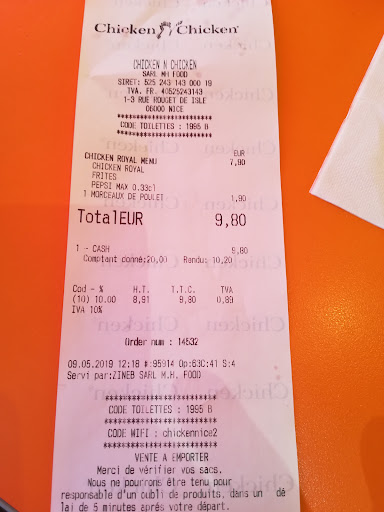 Chicken Chicken
CHICKEN N CHICKEN
SARL MH FOOD
SIRET: 525 243 143 000 19
TVA. FR. 40525243143
1-3 RUE ROUGET DE ISLE
06000 NICE
************************
CODE TOILETTES : 1995 B
************************
EUR
CHICKEN ROYAL MENU 7,90
CHICKEN ROYAL
FRITES
PEPSI MAX 0.33cl
1 MORCEAUX DE POULET 1,90
TotalEUR 9,80
1 - CASH 9,80
Comptant donné:20,00 Rendu: 10,20
Cod - % H.T. T.T.C. TVA
(10) 10.00 8,91 9,80 0,89
IVA 10%
Order num : 14532
09.05.2019 12:18 #:95914 Op:63C:41 S:4
Servi par:ZINEB SARL M.H. FOOD
************************
CODE TOILETTES : 1995 B
************************
CODE WIFI : chickennice2
************************
VENTE A EMPORTER
Merci de vérifier vos sacs.
Nous ne pourrons être tenu pour
responsable d'un oubli de produits, dans un dé
lai de 5 minutes après votre départ.